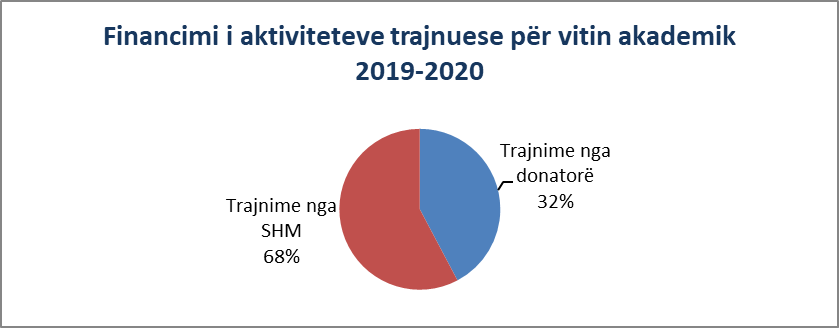 Financimi i aktiviteteve trajnuese për vitin akademik
2019-2020
Trajnime nga
donatorë
32%
Trajnime nga
SHM
68%